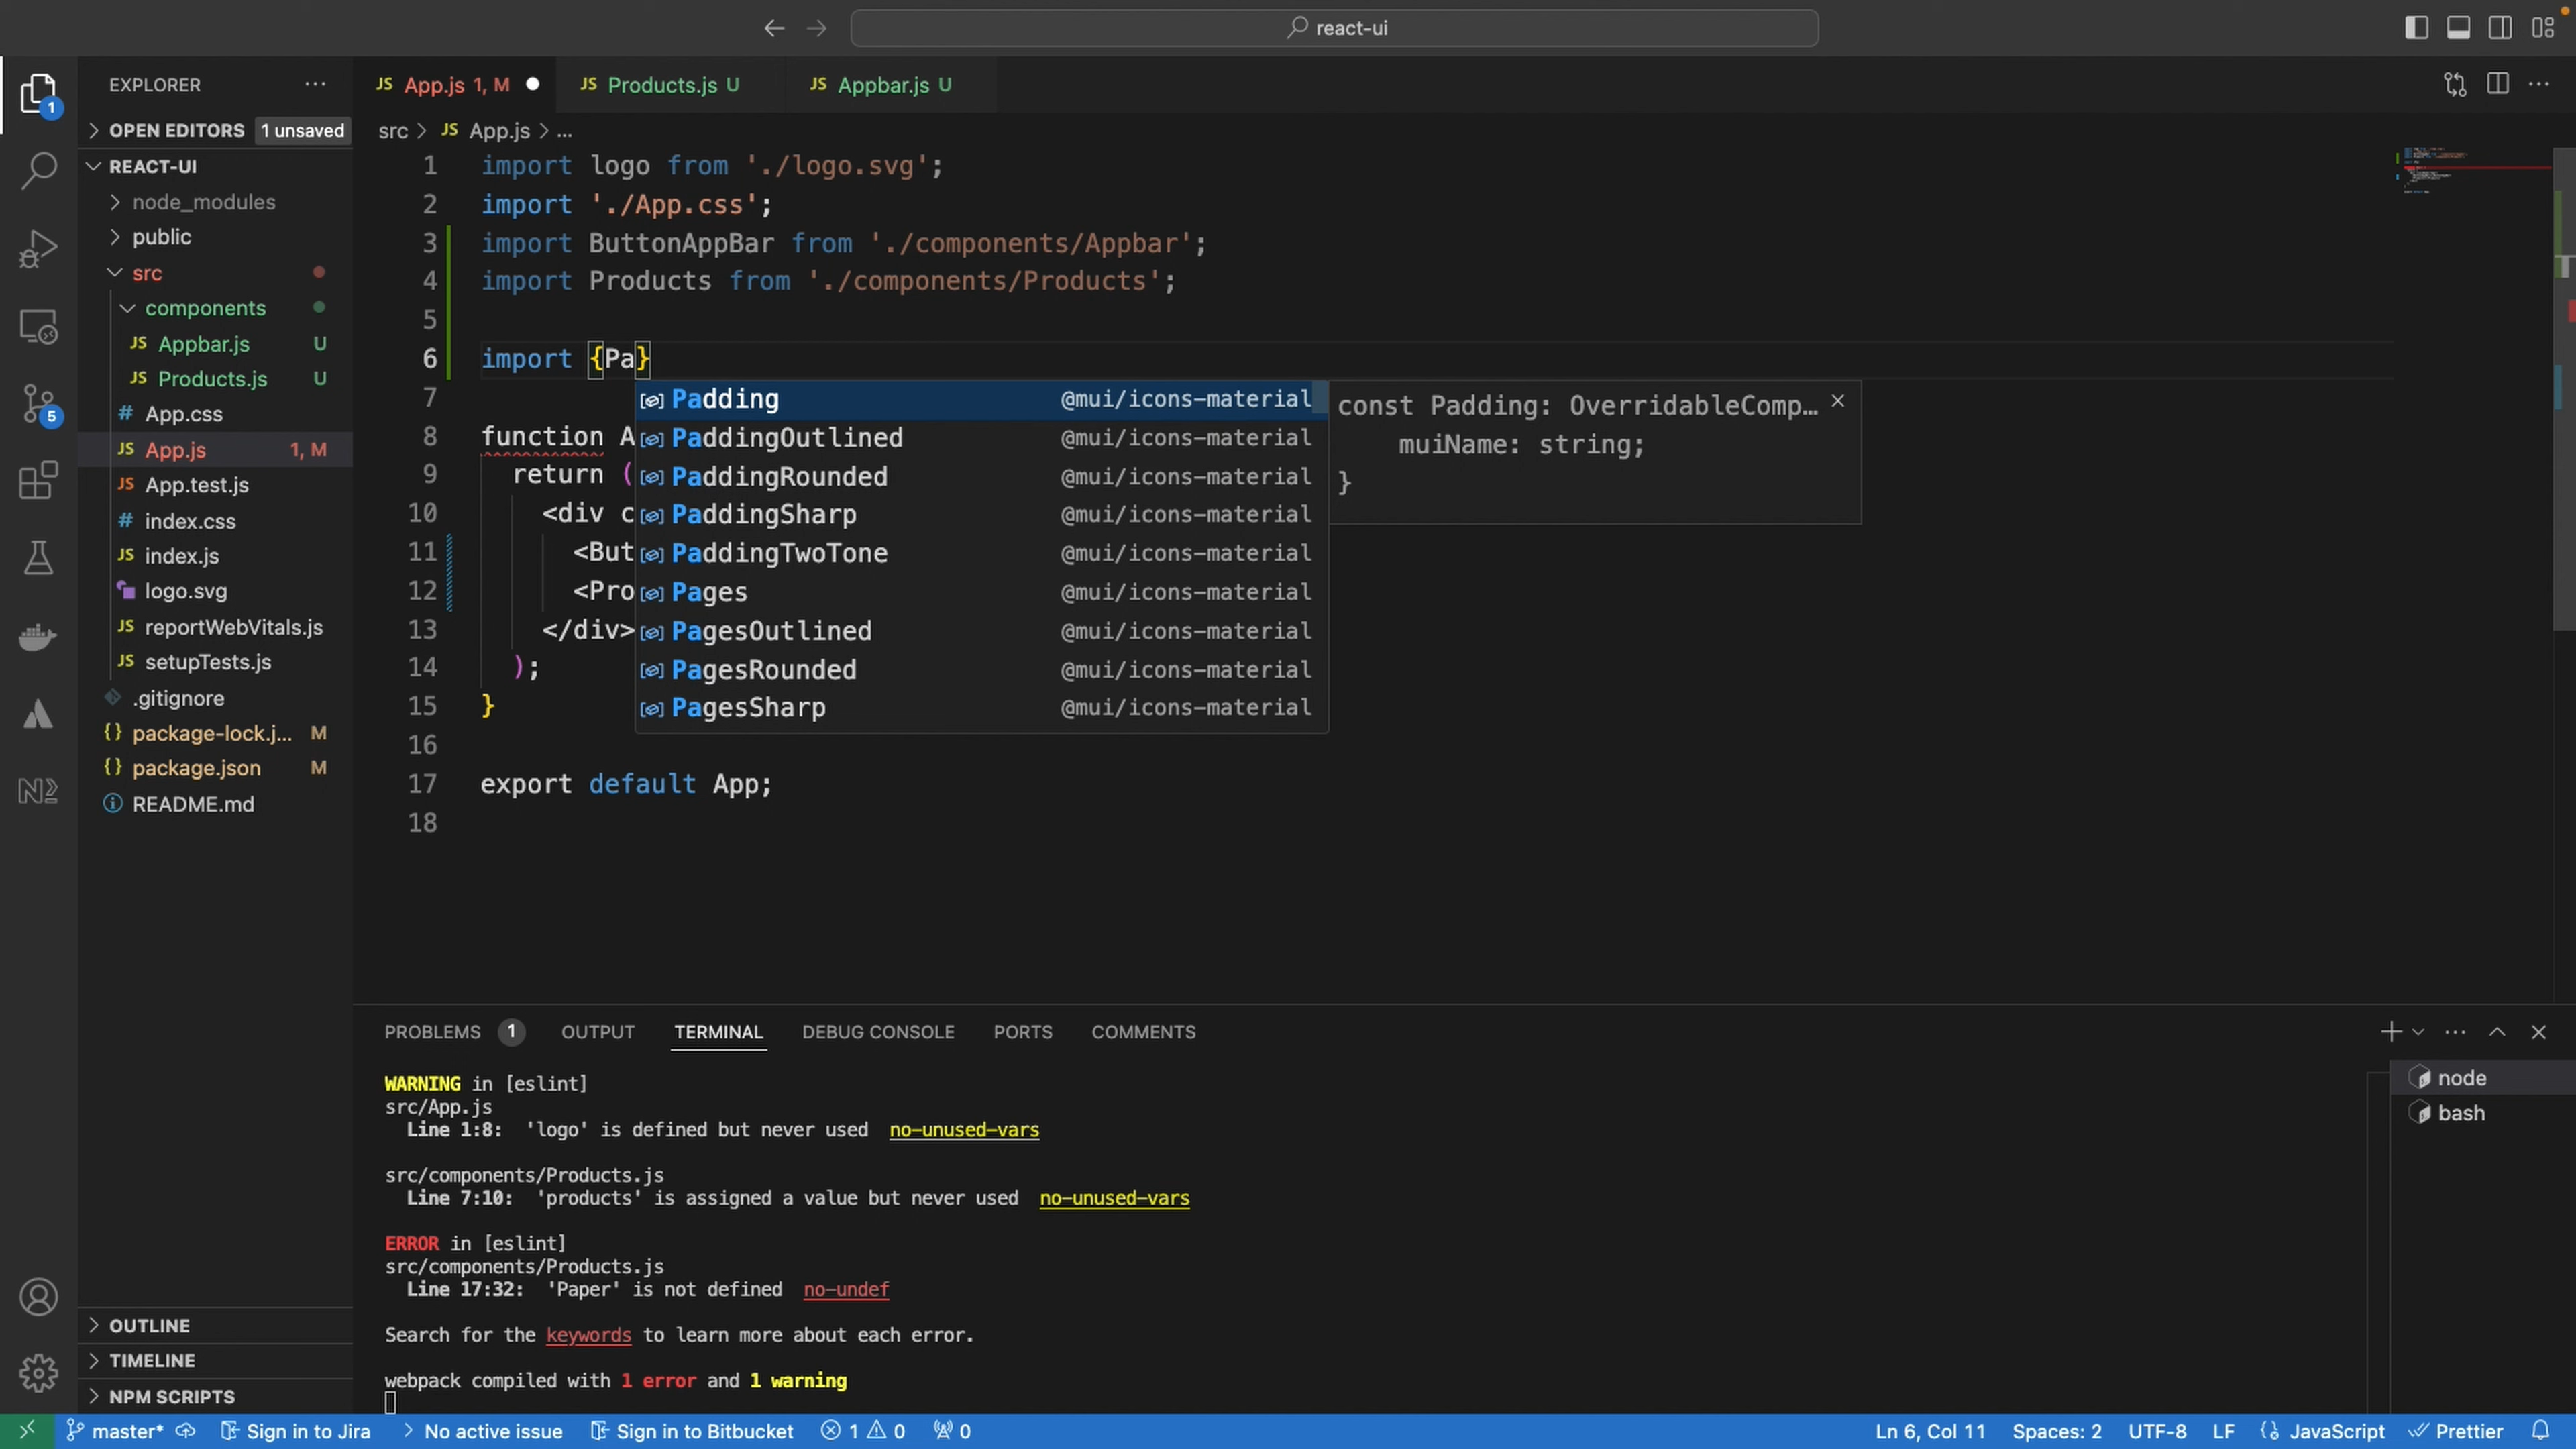 react-ui
EXPLORER
OPEN EDITORS 1 unsaved
REACT-UI
node_modules
public
src
components
JS Appbar.js U
JS Products.js U
# App.css
JS App.js 1, M
JS App.test.js
# index.css
JS index.js
logo.svg
JS reportWebVitals.js
JS setupTests.js
.gitignore
{} package-lock.j... M
{} package.json M
README.md
OUTLINE
TIMELINE
NPM SCRIPTS
1
5
JS App.js 1, M
JS Products.js U
JS Appbar.js U
src > JS App.js > ...
1 import logo from './logo.svg';
2 import './App.css';
3 import ButtonAppBar from './components/Appbar';
4 import Products from './components/Products';
5
6 import {Pa}
7
8 function A
9 return (
10 <div c
11 <But
12 <Pro
13 </div>
14 );
15 }
16
17 export default App;
18
Padding @mui/icons-material
PaddingOutlined @mui/icons-material
PaddingRounded @mui/icons-material
PaddingSharp @mui/icons-material
PaddingTwoTone @mui/icons-material
Pages @mui/icons-material
PagesOutlined @mui/icons-material
PagesRounded @mui/icons-material
PagesSharp @mui/icons-material
const Padding: OverridableComp...
muiName: string;
}
PROBLEMS 1 OUTPUT TERMINAL DEBUG CONSOLE PORTS COMMENTS
WARNING in [eslint]
src/App.js
Line 1:8: 'logo' is defined but never used no-unused-vars
src/components/Products.js
Line 7:10: 'products' is assigned a value but never used no-unused-vars
ERROR in [eslint]
src/components/Products.js
Line 17:32: 'Paper' is not defined no-undef
Search for the keywords to learn more about each error.
webpack compiled with 1 error and 1 warning
node
bash
master* Sign in to Jira > No active issue Sign in to Bitbucket 1 0 0 Ln 6, Col 11 Spaces: 2 UTF-8 LF {} JavaScript Prettier